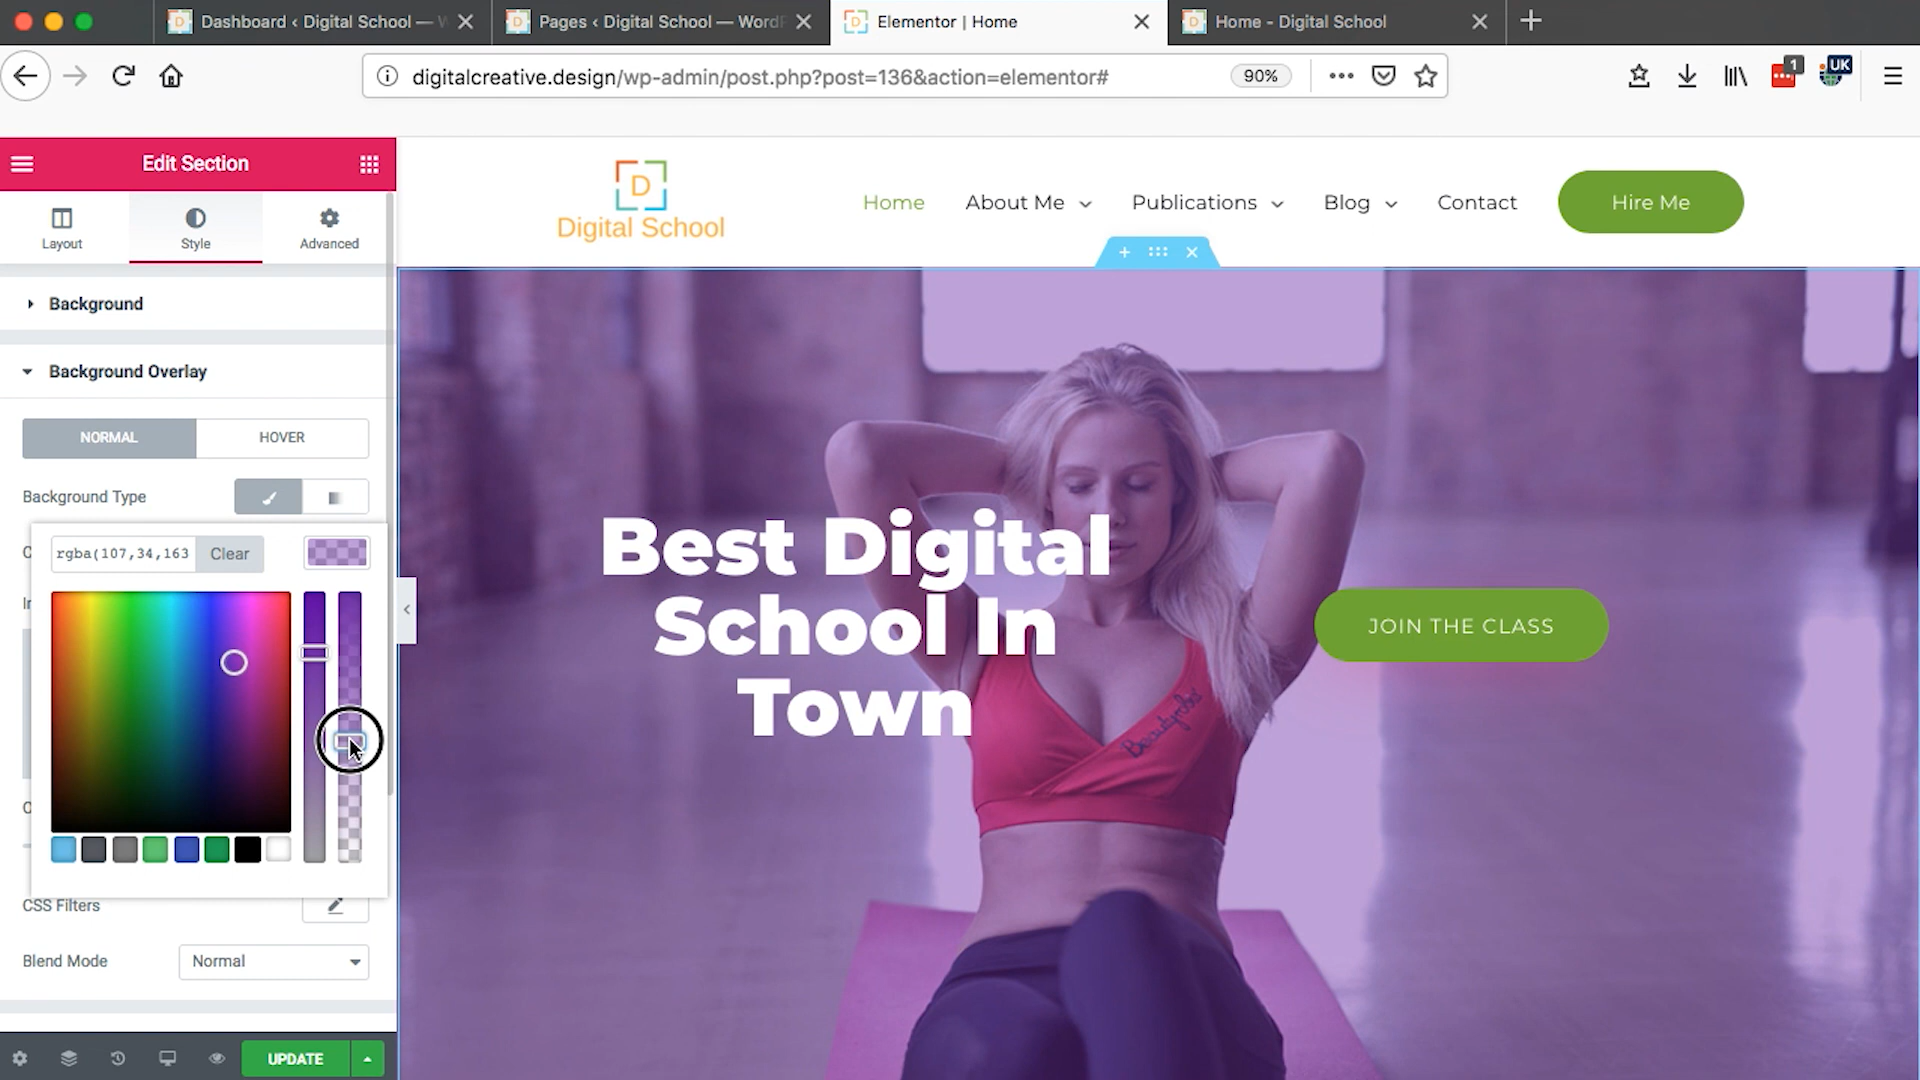 Dashboard ‹ Digital School — W
Pages ‹ Digital School — WordP
Elementor | Home
Home - Digital School
digitalcreative.design/wp-admin/post.php?post=136&action=elementor#
90%
1
UK
Edit Section
Layout
Style
Advanced
D
Digital School
Home
About Me
Publications
Blog
Contact
Hire Me
Background
Background Overlay
NORMAL
HOVER
Background Type
rgba(107,34,163
Clear
CSS Filters
Blend Mode
Normal
UPDATE
Best Digital
School In
Town
JOIN THE CLASS